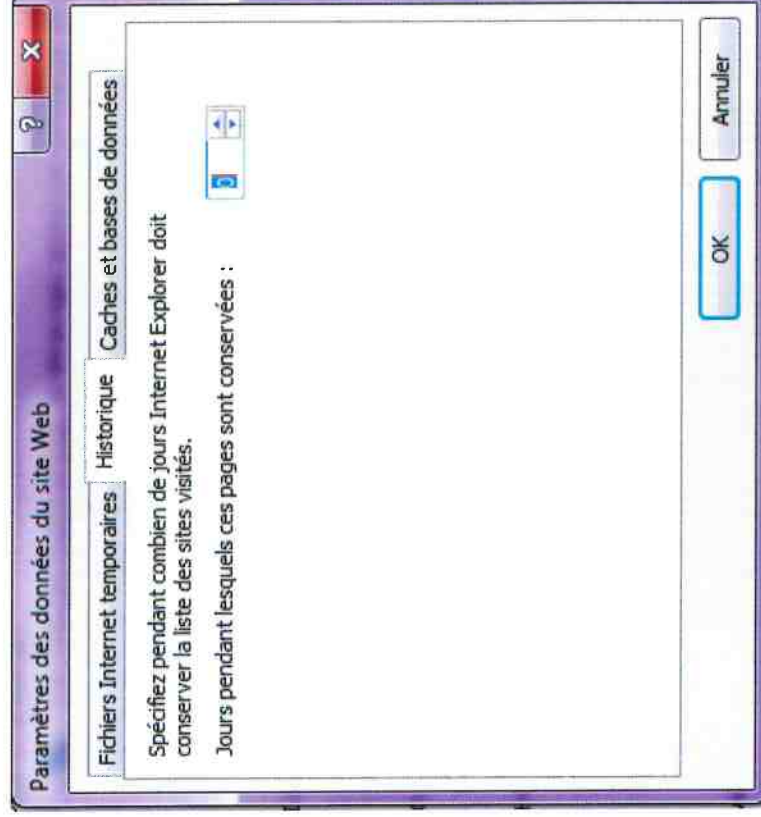 Paramètres des données du site Web
? X
Fichiers Internet temporaires Historique Caches et bases de données
Spécifiez pendant combien de jours Internet Explorer doit
conserver la liste des sites visités.
Jours pendant lesquels ces pages sont conservées : 0
OK Annuler